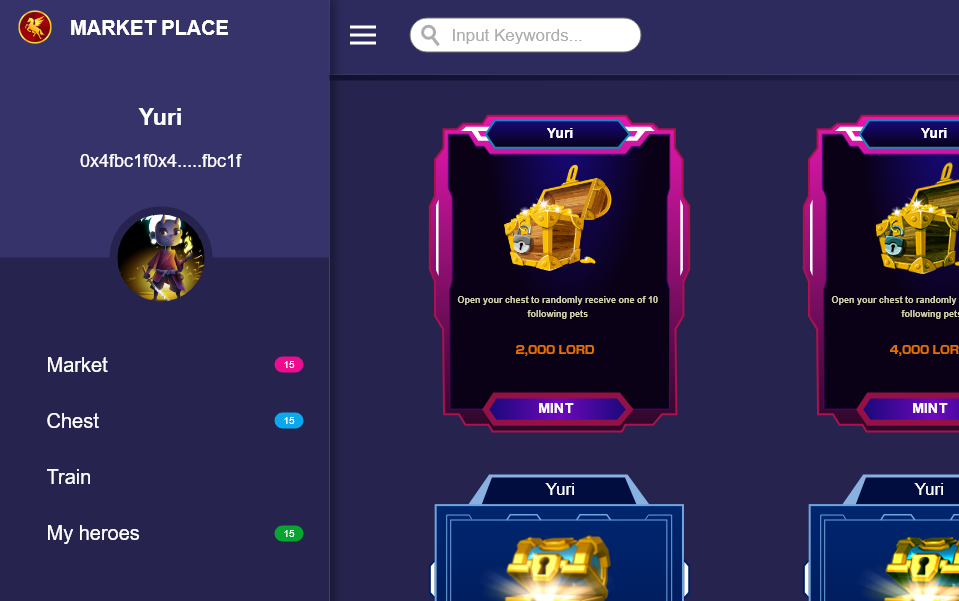 MARKET PLACE
Yuri
0x4fbc1f0x4.....fbc1f
Market 15
Chest 15
Train
My heroes 15
Input Keywords...
Yuri
Open your chest to randomly receive one of 10
following pets
2,000 LORD
MINT
Yuri
Open your chest to randomly
following pets
4,000 LOR
MINT
Yuri
Yuri